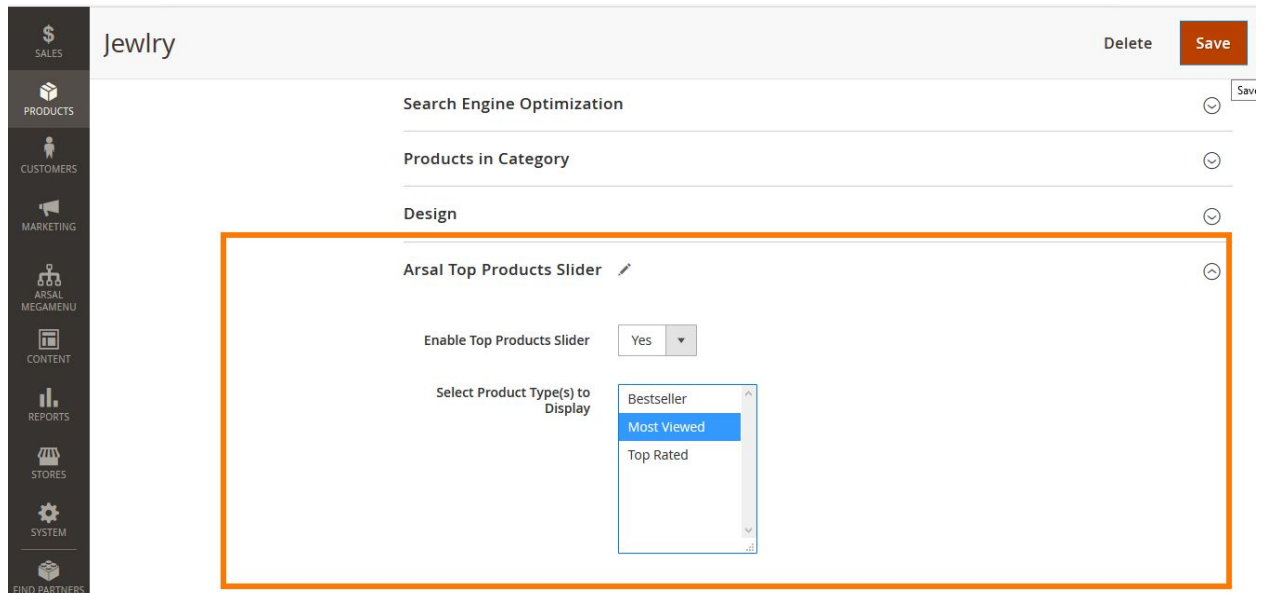 $
SALES
PRODUCTS
CUSTOMERS
MARKETING
ARSAL
MEGAMENU
CONTENT
REPORTS
STORES
SYSTEM
FIND PARTNERS
Jewlry
Delete
Save
Save
Search Engine Optimization
Products in Category
Design
Arsal Top Products Slider
Enable Top Products Slider
Yes
Select Product Type(s) to
Display
Bestseller
Most Viewed
Top Rated